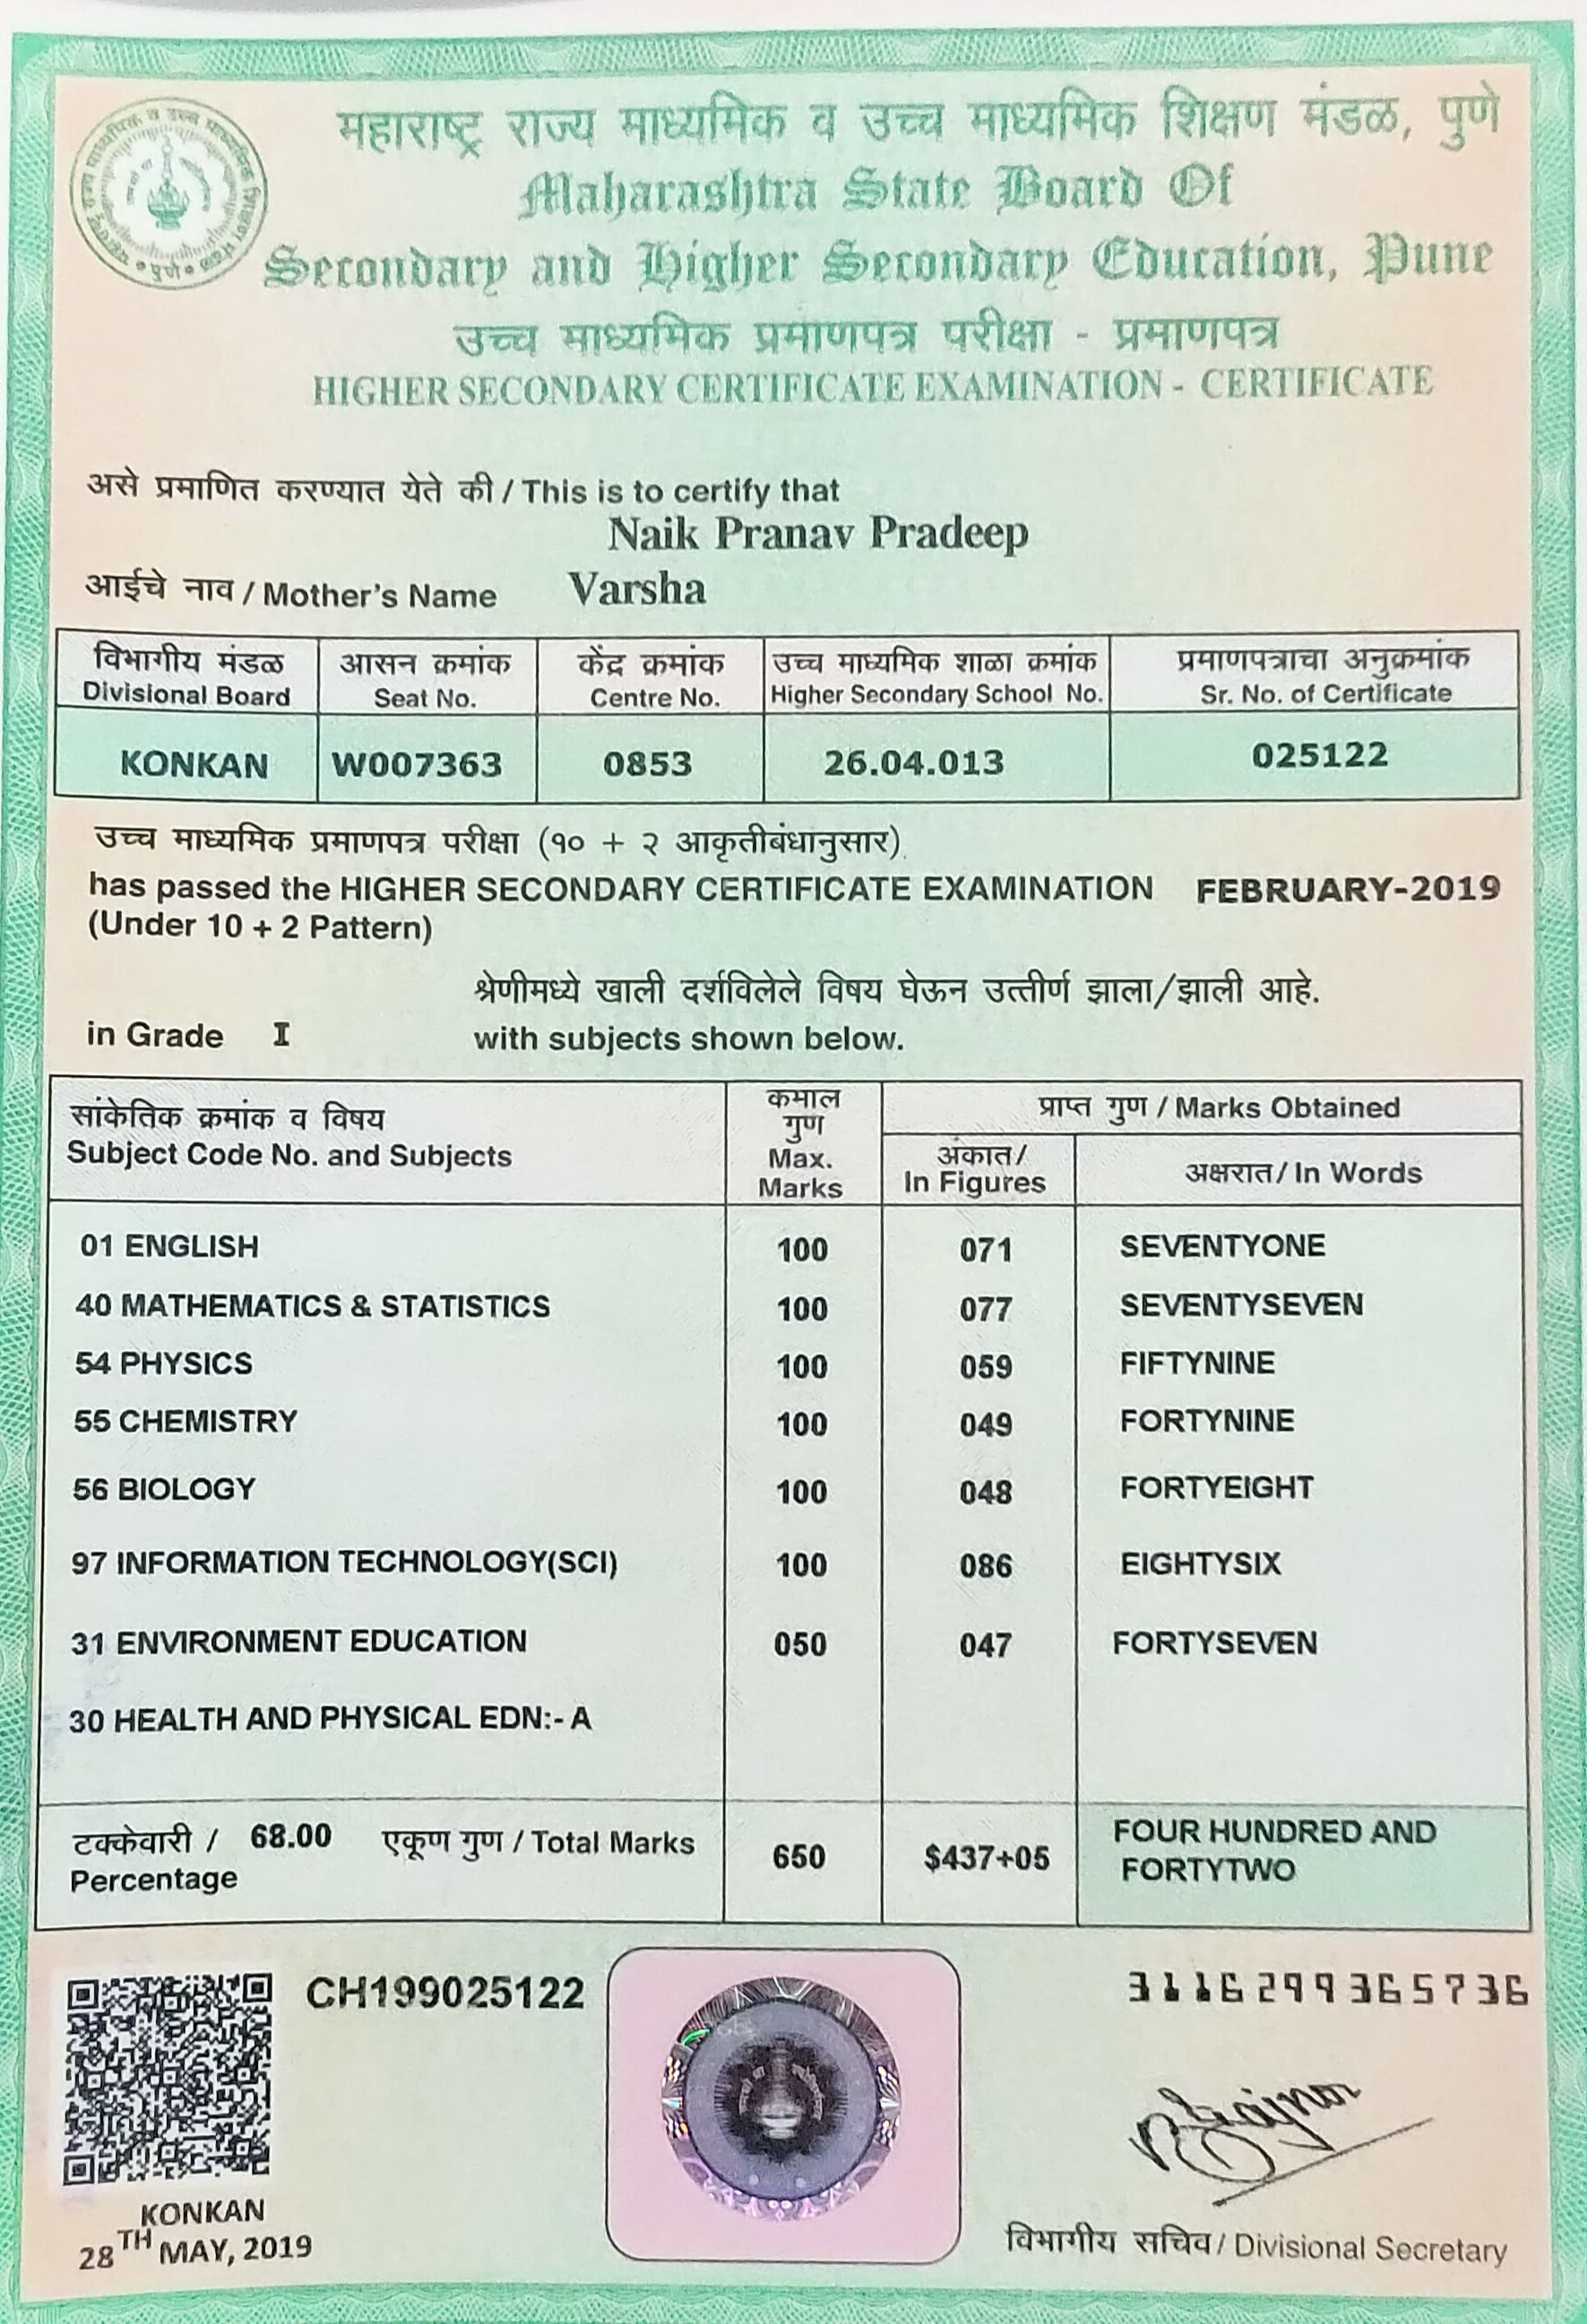 महाराष्ट्र राज्य माध्यमिक व उच्च माध्यमिक शिक्षण मंडळ, पुणे
Maharashtra State Board Of
Secondary and Higher Secondary Education, Pune
उच्च माध्यमिक प्रमाणपत्र परीक्षा - प्रमाणपत्र
HIGHER SECONDARY CERTIFICATE EXAMINATION - CERTIFICATE
असे प्रमाणित करण्यात येते की / This is to certify that
Naik Pranav Pradeep
आईचे नाव / Mother's Name Varsha
विभागीय मंडळ आसन क्रमांक केंद्र क्रमांक उच्च माध्यमिक शाळा क्रमांक प्रमाणपत्राचा अनुक्रमांक
Divisional Board Seat No. Centre No. Higher Secondary School No. Sr. No. of Certificate
KONKAN W007363 0853 26.04.013 025122
उच्च माध्यमिक प्रमाणपत्र परीक्षा (१० + २ आकृतीबंधानुसार)
has passed the HIGHER SECONDARY CERTIFICATE EXAMINATION FEBRUARY-2019
(Under 10 + 2 Pattern)
श्रेणीमध्ये खाली दर्शविलेले विषय घेऊन उत्तीर्ण झाला/झाली आहे.
in Grade I with subjects shown below.
सांकेतिक क्रमांक व विषय
Subject Code No. and Subjects
कमाल
गुण
Max.
Marks
प्राप्त गुण / Marks Obtained
अंकात/
In Figures
अक्षरात/ In Words
01 ENGLISH 100 071 SEVENTYONE
40 MATHEMATICS & STATISTICS 100 077 SEVENTYSEVEN
54 PHYSICS 100 059 FIFTYNINE
55 CHEMISTRY 100 049 FORTYNINE
56 BIOLOGY 100 048 FORTYEIGHT
97 INFORMATION TECHNOLOGY(SCI) 100 086 EIGHTYSIX
31 ENVIRONMENT EDUCATION 050 047 FORTYSEVEN
30 HEALTH AND PHYSICAL EDN:- A
टक्केवारी / 68.00 एकूण गुण / Total Marks 650 $437+05 FOUR HUNDRED AND
Percentage FORTYTWO
CH199025122
3116299365736
KONKAN
28TH MAY, 2019
विभागीय सचिव/ Divisional Secretary